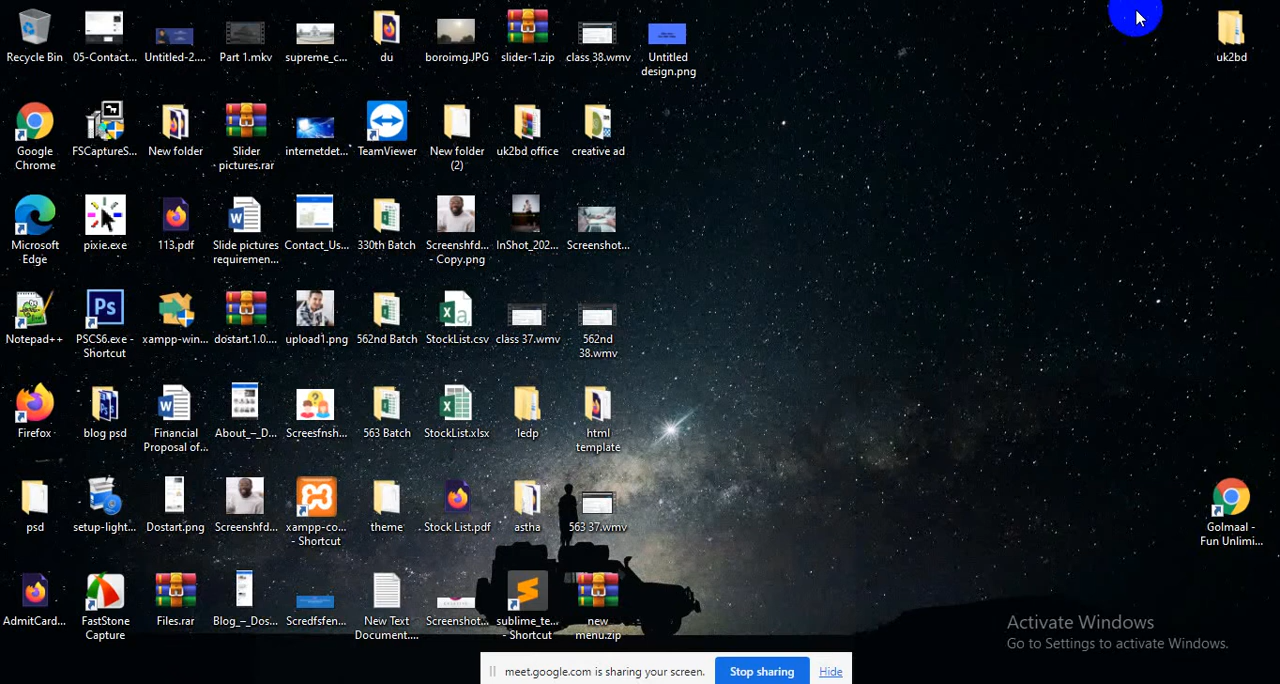 Recycle Bin
05-Contact...
Untitled-2....
Part 1.mkv
supreme_c...
du
boroimg.JPG
slider-1.zip
class 38.wmv
Untitled
design.png
uk2bd
Google
Chrome
FSCaptureS...
New folder
Slider
pictures.rar
internetdet...
TeamViewer
New folder
(2)
uk2bd office
creative ad
Microsoft
Edge
pixie.exe
113.pdf
Slide pictures
requiremen...
Contact_Us...
330th Batch
Screenshfd...
- Copy.png
InShot_202...
Screenshot...
Notepad++
PSCS6.exe -
Shortcut
xampp-win...
dostart.1.0....
upload1.png
562nd Batch
StockList.csv
class 37.wmv
562nd
38.wmv
Firefox
blog psd
Financial
Proposal of...
About_–_D...
Screesfnsh...
563 Batch
StockList.xlsx
ledp
html
template
psd
setup-light...
Dostart.png
Screenshfd...
xampp-co...
- Shortcut
theme
Stock List.pdf
astha
563 37.wmv
Golmaal -
Fun Unlimi...
AdmitCard...
FastStone
Capture
Files.rar
Blog_–_Dos...
Scredfsfen...
New Text
Document....
Screenshot...
sublime_te...
- Shortcut
new
menu.zip
Activate Windows
Go to Settings to activate Windows.
meet.google.com is sharing your screen.
Stop sharing
Hide